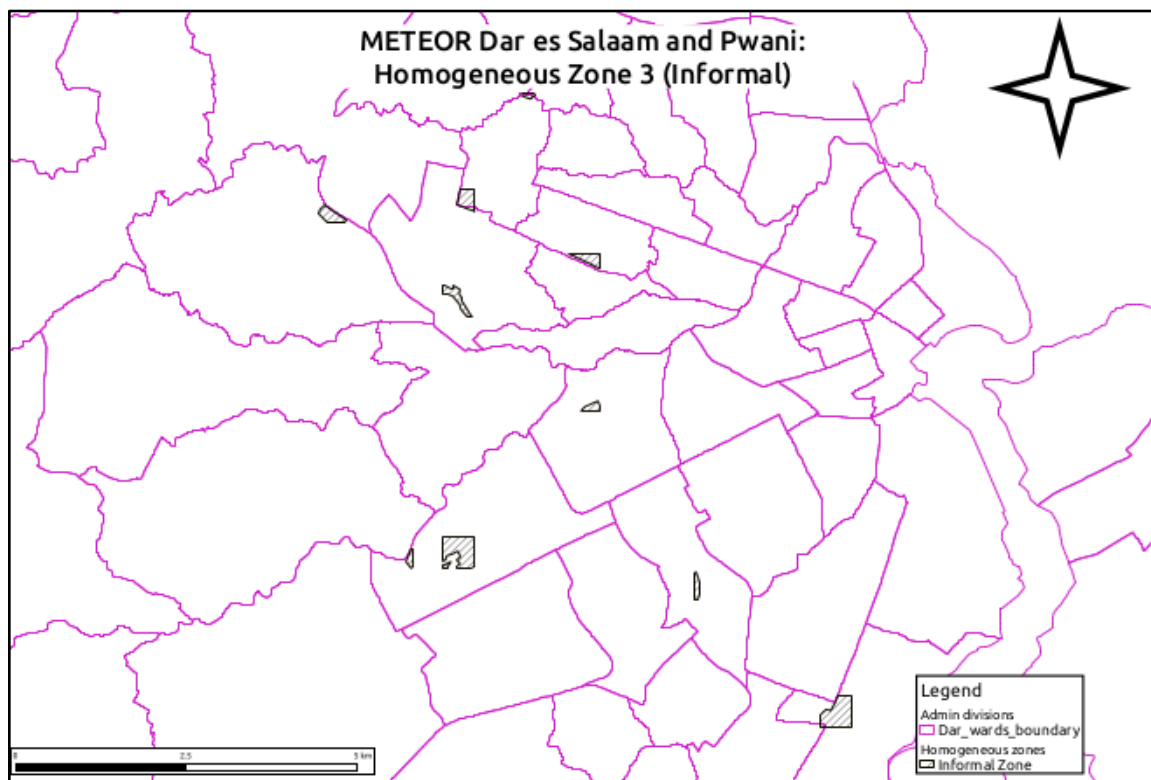 METEOR Dar es Salaam and Pwani:
Homogeneous Zone 3 (Informal)
Legend
Admin divisions
Dar_wards_boundary
Homogeneous zones
Informal Zone
0 2.5 5 km